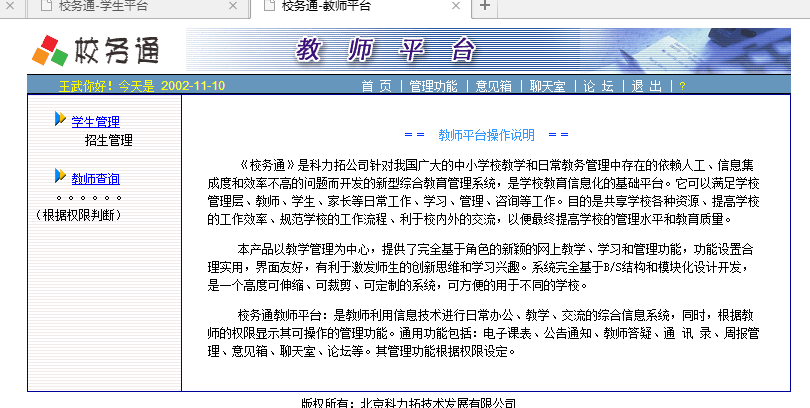 校务通-学生平台
校务通-教师平台
校务通
教师平台
王武你好！今天是 2002-11-10
首 页 | 管理功能 | 意见箱 | 聊天室 | 论 坛 | 退 出 | ?
学生管理
招生管理
教师查询
。。。。。。
（根据权限判断）
== 教师平台操作说明 ==
《校务通》是科力拓公司针对我国广大的中小学校教学和日常教务管理中存在的依赖人工、信息集
成度和效率不高的问题而开发的新型综合教育管理系统，是学校教育信息化的基础平台。它可以满足学校
管理层、教师、学生、家长等日常工作、学习、管理、咨询等工作。目的是共享学校各种资源、提高学校
的工作效率、规范学校的工作流程、利于校内外的交流，以便最终提高学校的管理水平和教育质量。
本产品以教学管理为中心，提供了完全基于角色的新颖的网上教学、学习和管理功能，功能设置合
理实用，界面友好，有利于激发师生的创新思维和学习兴趣。系统完全基于B/S结构和模块化设计开发，
是一个高度可伸缩、可裁剪、可定制的系统，可方便的用于不同的学校。
校务通教师平台：是教师利用信息技术进行日常办公、教学、交流的综合信息系统，同时，根据教
师的权限显示其可操作的管理功能。通用功能包括：电子课表、公告通知、教师答疑、通 讯 录、周报管
理、意见箱、聊天室、论坛等。其管理功能根据权限设定。
版权所有：北京科力拓技术发展有限公司